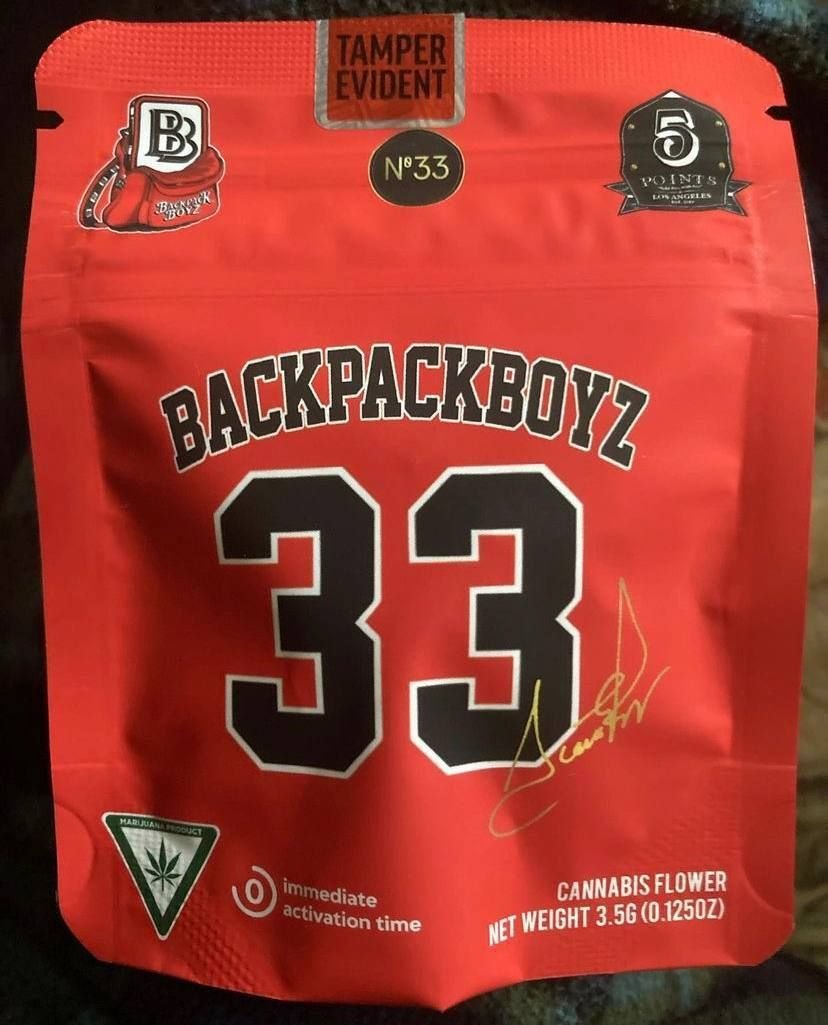 TAMPER
EVIDENT
BB
BACKPACK
BOYZ
Nº33
5
POINTS
LOS ANGELES
BACKPACKBOYZ
33
MARIJUANA PRODUCT
0 immediate
activation time
CANNABIS FLOWER
NET WEIGHT 3.5G (0.125OZ)